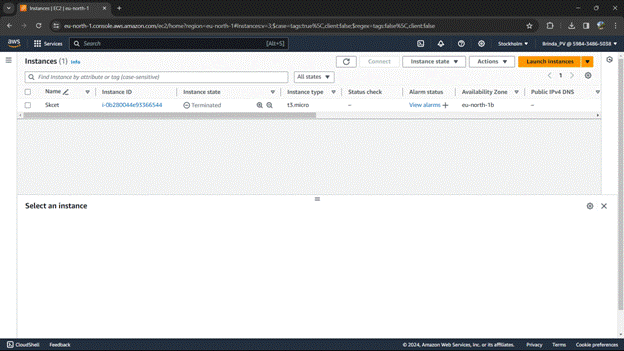 Instances | EC2 | eu-north-1
eu-north-1.console.aws.amazon.com/ec2/home?region=eu-north-1#Instances:v=3;$case=tags:true%5C,client:false;$regex=tags:false%5C,client:false
aws Services Search [Alt+S] Stockholm Brinda_PV @ 5984-3486-5038
Instances (1) Info Connect Instance state Actions Launch instances
Find Instance by attribute or tag (case-sensitive) All states 1
Name Instance ID Instance state Instance type Status check Alarm status Availability Zone Public IPv4 DNS
Skcet i-0b280044e93366544 Terminated t3.micro – View alarms + eu-north-1b –
Select an instance
CloudShell Feedback © 2024, Amazon Web Services, Inc. or its affiliates. Privacy Terms Cookie preferences